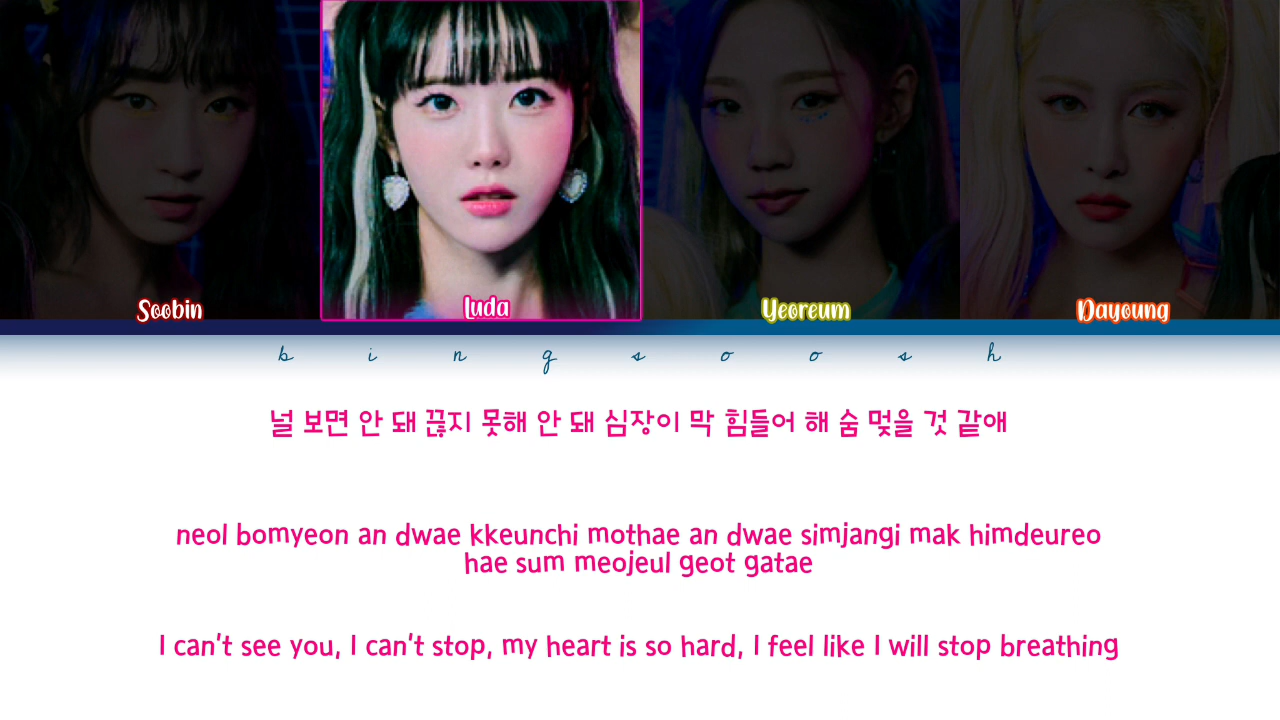 Soobin
Luda
Yeoreum
Dayoung
b i n g s o o s h
널 보면 안 돼 끊지 못해 안 돼 심장이 막 힘들어 해 숨 멎을 것 같애
neol bomyeon an dwae kkeunchi mothae an dwae simjangi mak himdeureo
hae sum meojeul geot gatae
I can't see you, I can't stop, my heart is so hard, I feel like I will stop breathing